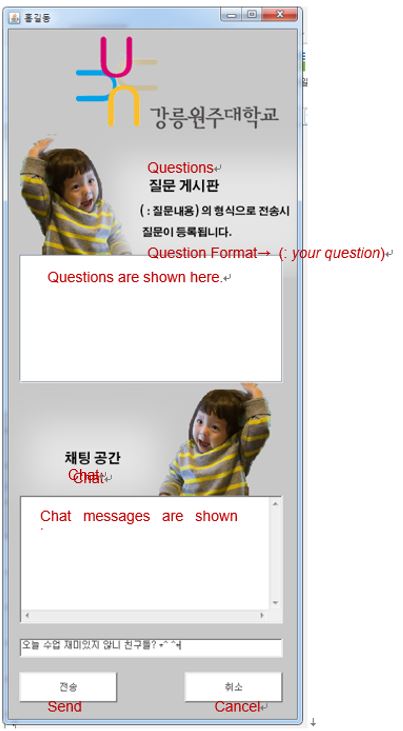 홍길동
강릉원주대학교
Questions
질문 게시판
( : 질문내용 ) 의 형식으로 전송시
질문이 등록됩니다.
Question Format→ (: your question)
Questions are shown here.
채팅 공간
Chat
Chat
Chat messages are shown
오늘 수업 재미있지 않니 친구들?
전송
취소
Send
Cancel